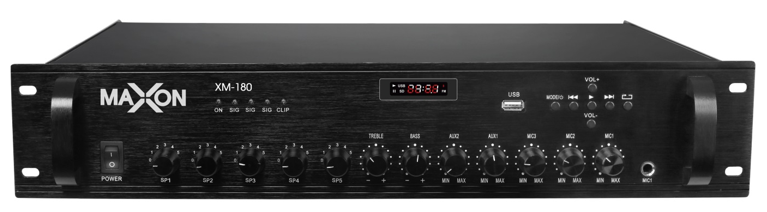 MAXON
XM-180
ON SIG SIG SIG CLIP
USB
VOL+
MODE/⏻
VOL-
POWER
SP1 SP2 SP3 SP4 SP5
TREBLE BASS AUX2 AUX1 MIC3 MIC2 MIC1
- + - + MIN MAX MIN MAX MIN MAX MIN MAX MIN MAX
MIC1